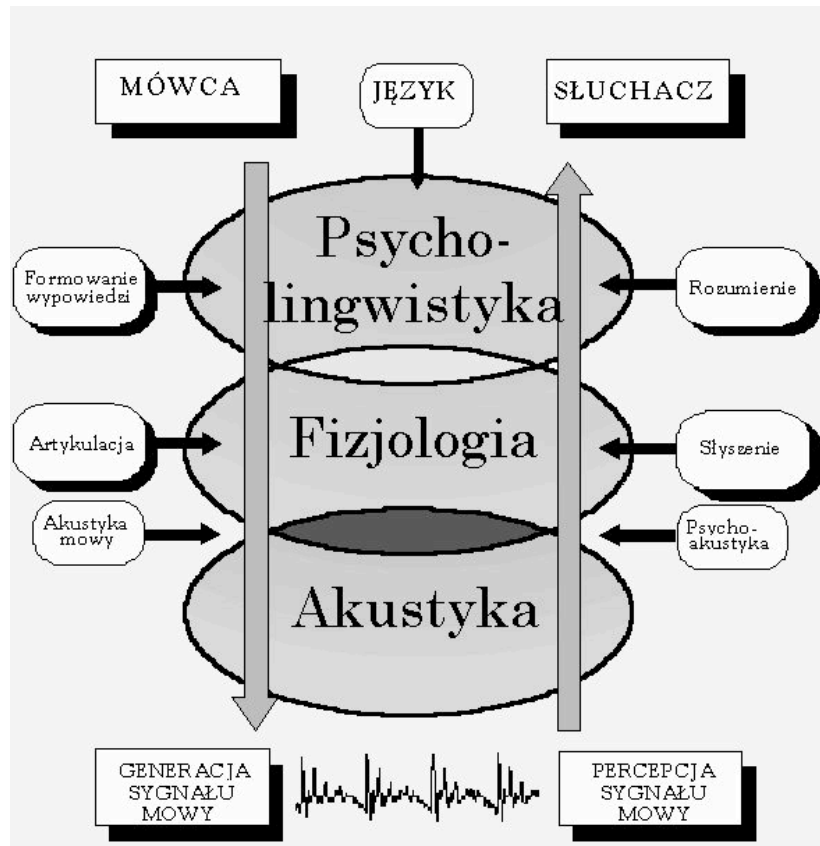 MÓWCA
JĘZYK
SŁUCHACZ
Psycho-
lingwistyka
Formowanie
wypowiedzi
Rozumienie
Fizjologia
Artykulacja
Słyszenie
Akustyka
mowy
Psycho-
akustyka
Akustyka
GENERACJA
SYGNAŁU
MOWY
PERCEPCJA
SYGNAŁU
MOWY